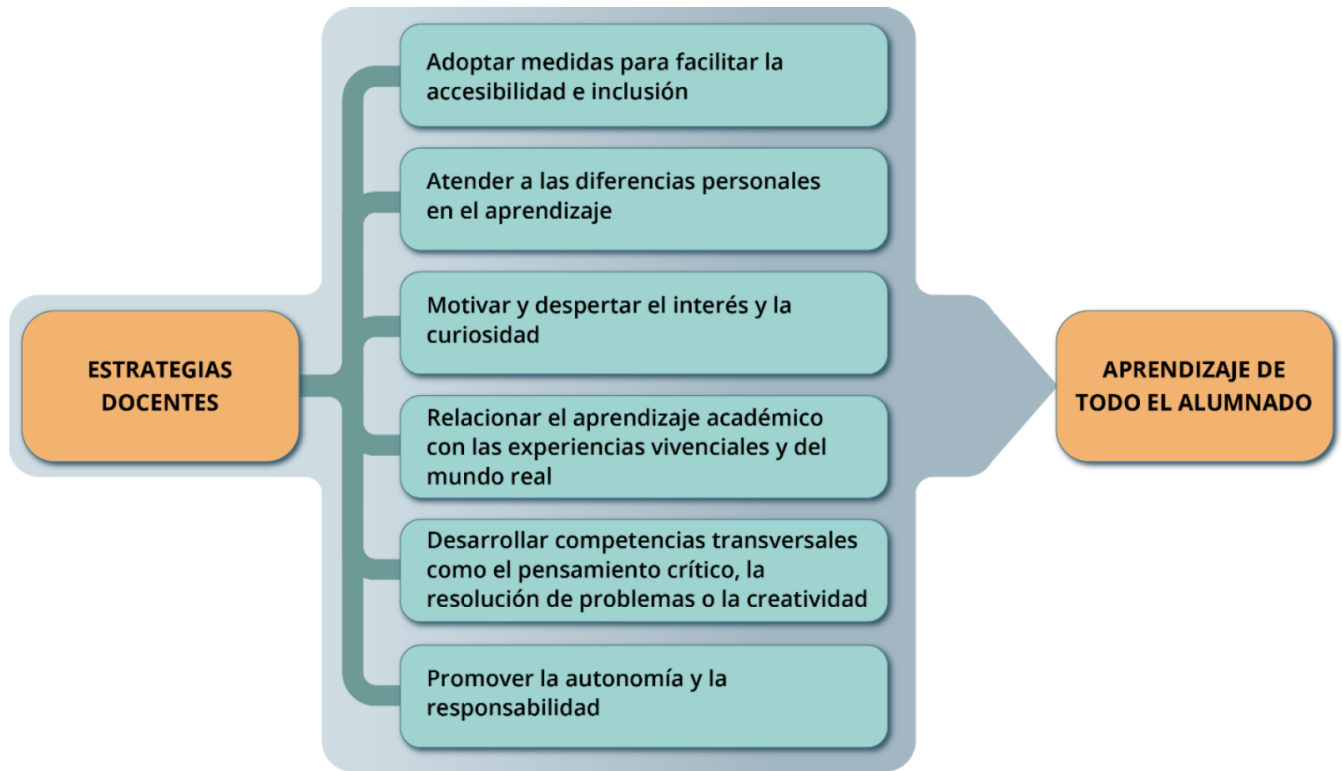 Adoptar medidas para facilitar la
accesibilidad e inclusión
Atender a las diferencias personales
en el aprendizaje
Motivar y despertar el interés y la
curiosidad
ESTRATEGIAS
DOCENTES
APRENDIZAJE DE
TODO EL ALUMNADO
Relacionar el aprendizaje académico
con las experiencias vivenciales y del
mundo real
Desarrollar competencias transversales
como el pensamiento crítico, la
resolución de problemas o la creatividad
Promover la autonomía y la
responsabilidad